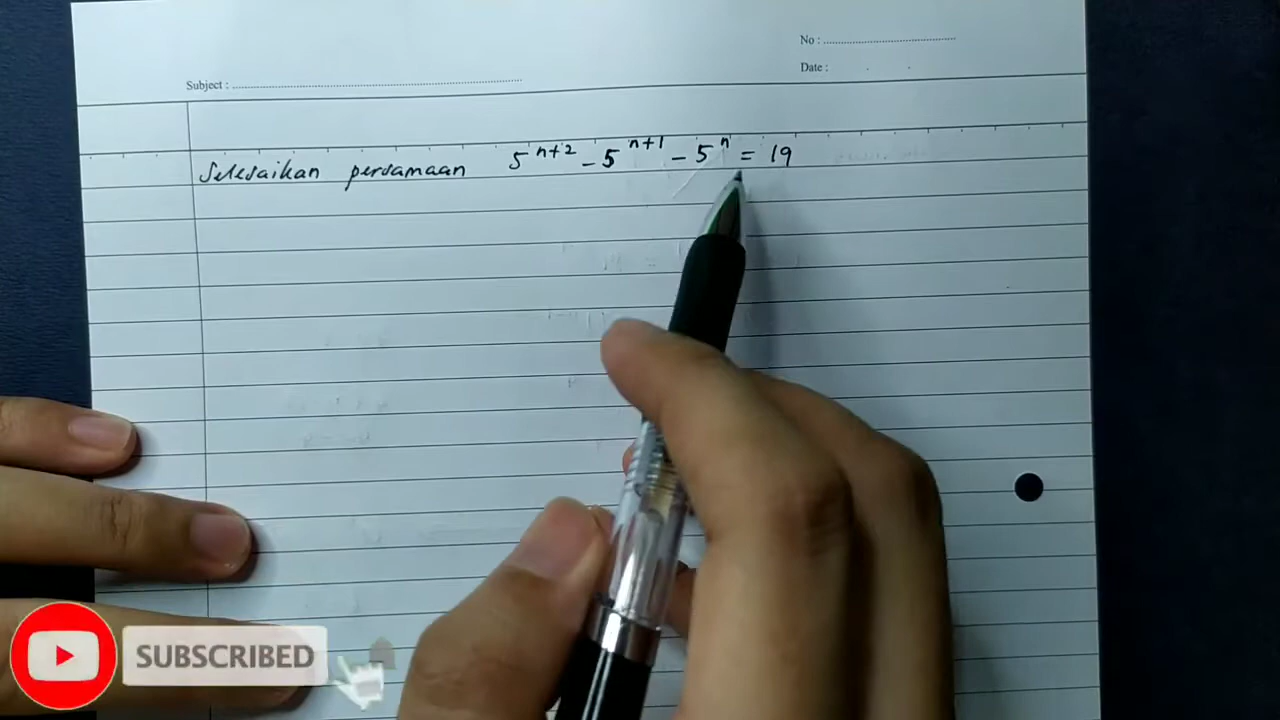 No : ..............................
Date :
Subject : ..............................
Selesaikan persamaan 5^{n+2} - 5^{n+1} - 5^n = 19
SUBSCRIBED